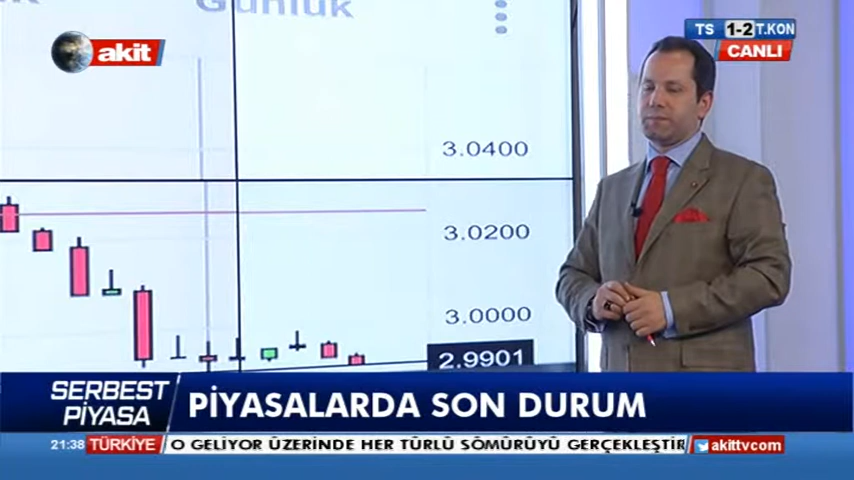 Günlük
akit
TS 1-2 T.KON
CANLI
3.0400
3.0200
3.0000
2.9901
SERBEST
PİYASA
PİYASALARDA SON DURUM
21:38 TÜRKİYE O GELİYOR ÜZERİNDE HER TÜRLÜ SÖMÜRÜYÜ GERÇEKLEŞTİR akittvcom